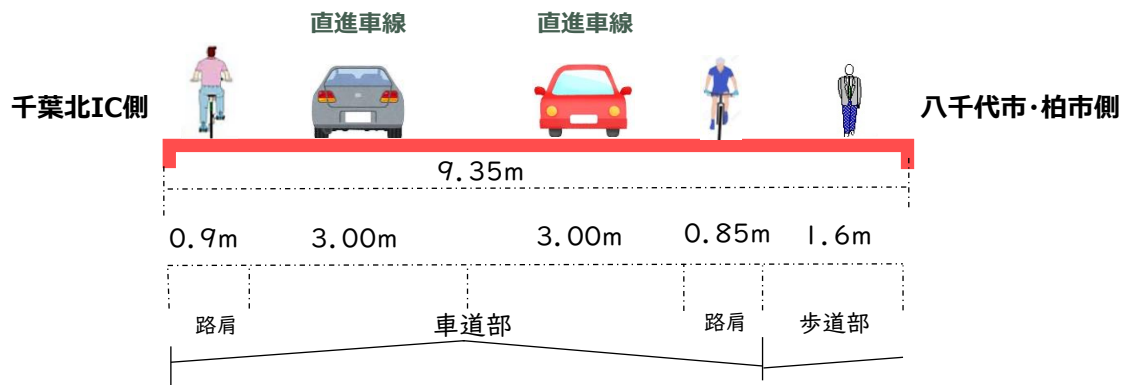 直進車線 直進車線
千葉北IC側 八千代市・柏市側
9.35m
0.9m 3.00m 3.00m 0.85m 1.6m
路肩 車道部 路肩 歩道部